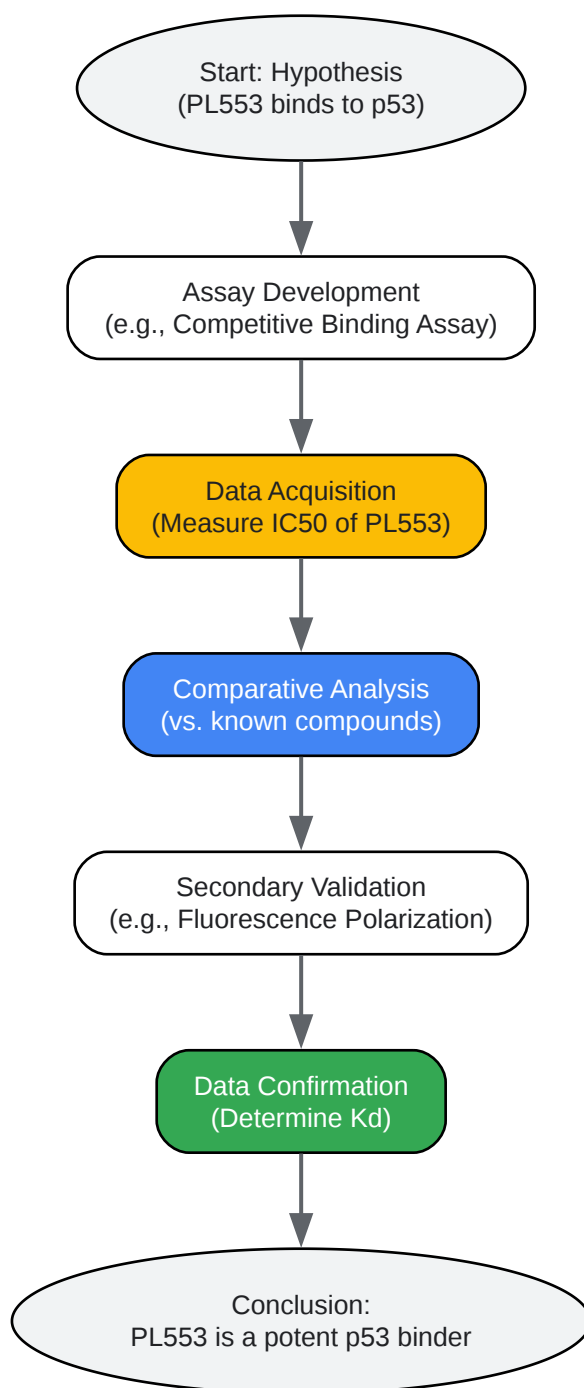 Start: Hypothesis
(PL553 binds to p53)
Assay Development
(e.g., Competitive Binding Assay)
Data Acquisition
(Measure IC50 of PL553)
Comparative Analysis
(vs. known compounds)
Secondary Validation
(e.g., Fluorescence Polarization)
Data Confirmation
(Determine Kd)
Conclusion:
PL553 is a potent p53 binder